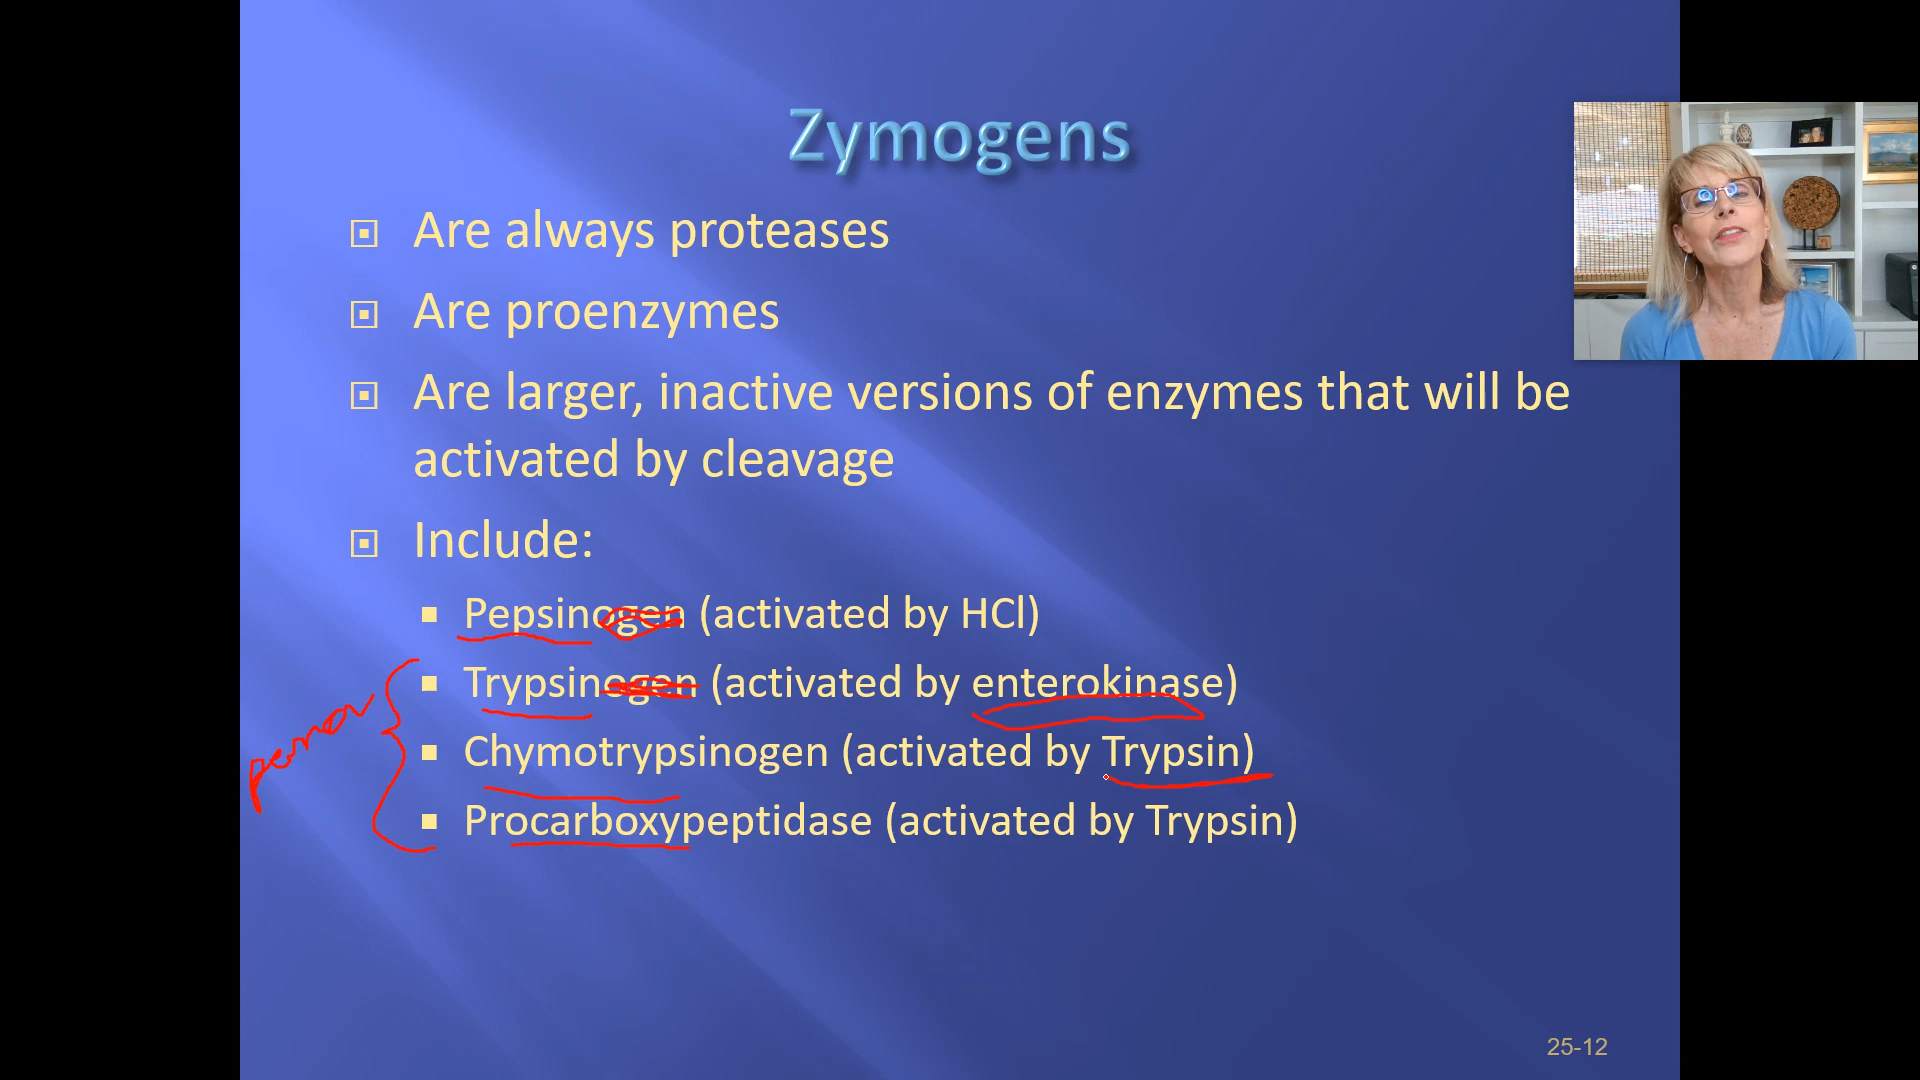 Zymogens
Are always proteases
Are proenzymes
Are larger, inactive versions of enzymes that will be
activated by cleavage
Include:
Pepsinogen (activated by HCl)
Trypsinogen (activated by enterokinase)
Chymotrypsinogen (activated by Trypsin)
Procarboxypeptidase (activated by Trypsin)
25-12